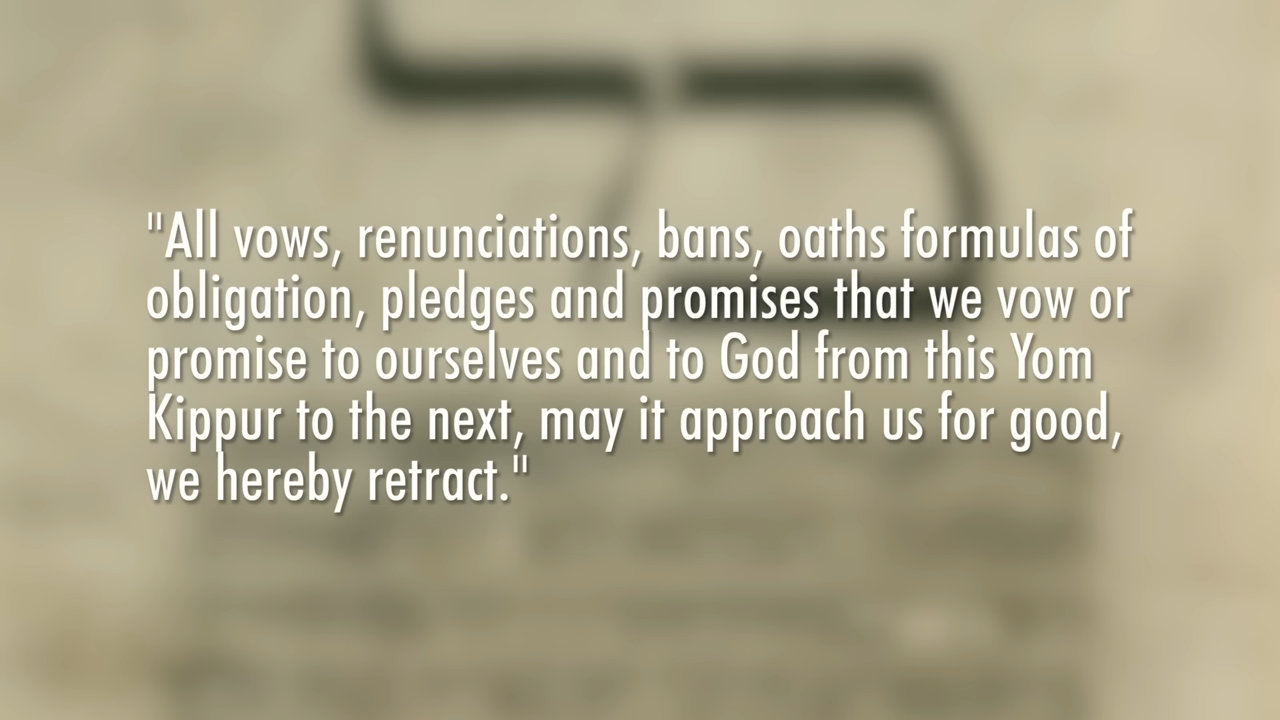 "All vows, renunciations, bans, oaths formulas of
obligation, pledges and promises that we vow or
promise to ourselves and to God from this Yom
Kippur to the next, may it approach us for good,
we hereby retract."